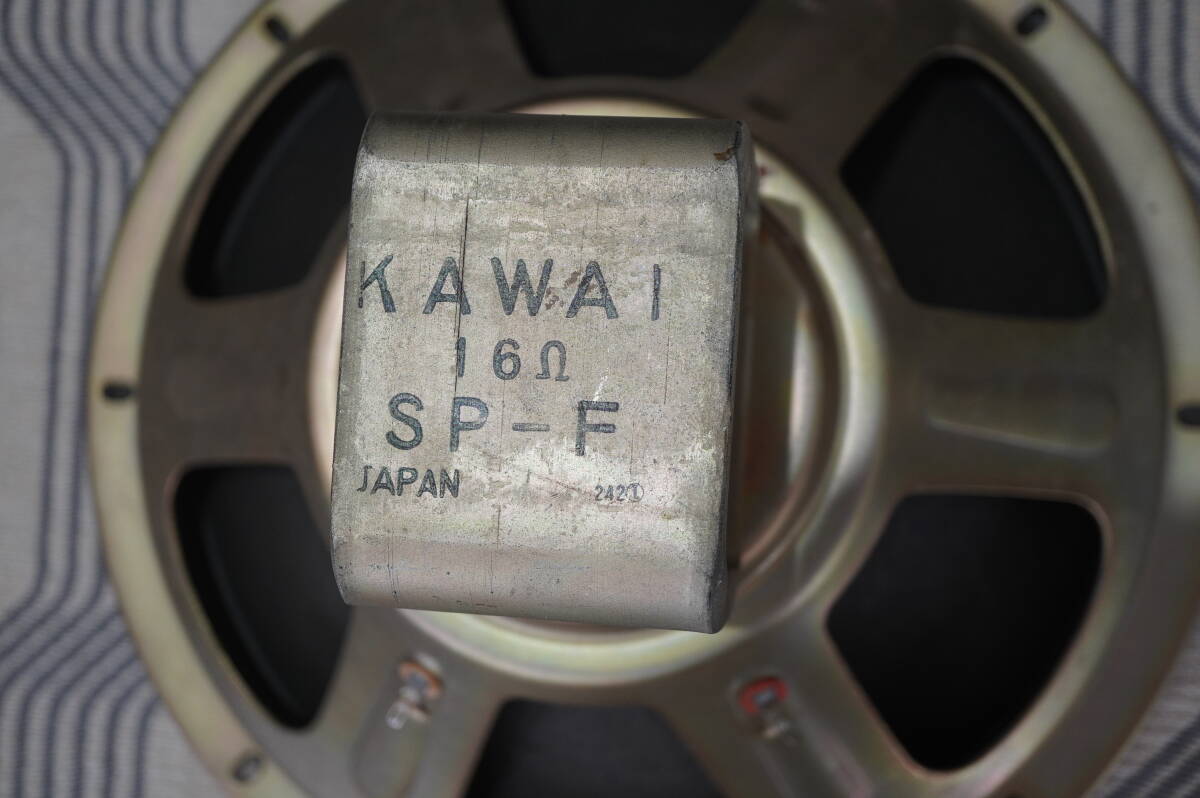 KAWAI
16Ω
SP-F
JAPAN 242①